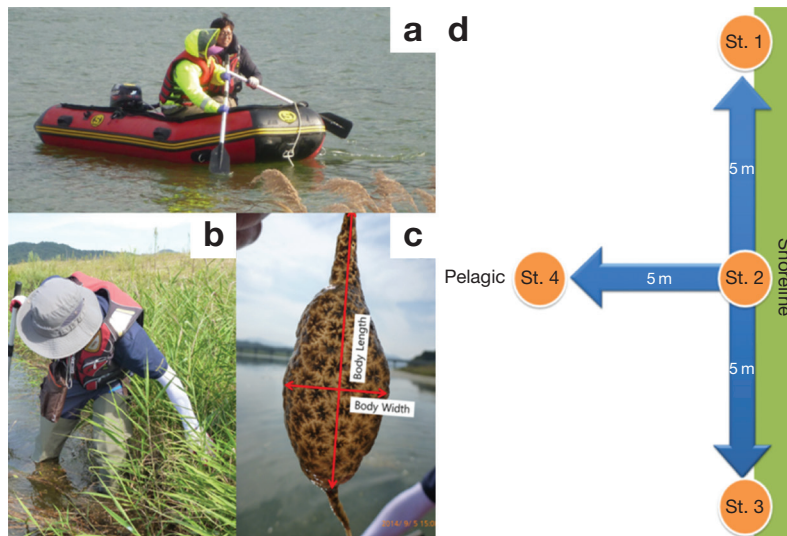 a
b
c
d
Body Length
Body Width
2014/ 9/ 5 15:0
St. 1
5 m
Pelagic
St. 4
5 m
St. 2
Shoreline
5 m
St. 3